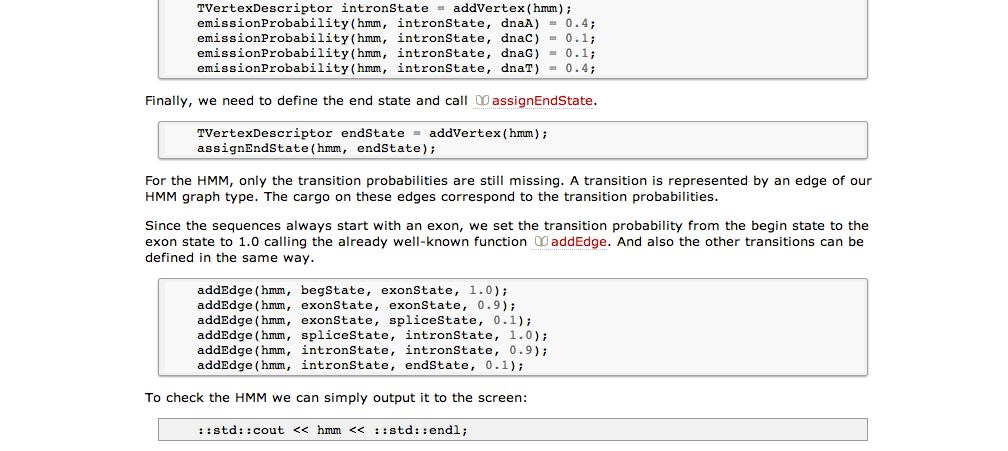 TVertexDescriptor intronState = addVertex(hmm);
emissionProbability(hmm, intronState, dnaA) = 0.4;
emissionProbability(hmm, intronState, dnaC) = 0.1;
emissionProbability(hmm, intronState, dnaG) = 0.1;
emissionProbability(hmm, intronState, dnaT) = 0.4;
Finally, we need to define the end state and call assignEndState.
TVertexDescriptor endState = addVertex(hmm);
assignEndState(hmm, endState);
For the HMM, only the transition probabilities are still missing. A transition is represented by an edge of our
HMM graph type. The cargo on these edges correspond to the transition probabilities.
Since the sequences always start with an exon, we set the transition probability from the begin state to the
exon state to 1.0 calling the already well-known function addEdge. And also the other transitions can be
defined in the same way.
addEdge(hmm, begState, exonState, 1.0);
addEdge(hmm, exonState, exonState, 0.9);
addEdge(hmm, exonState, spliceState, 0.1);
addEdge(hmm, spliceState, intronState, 1.0);
addEdge(hmm, intronState, intronState, 0.9);
addEdge(hmm, intronState, endState, 0.1);
To check the HMM we can simply output it to the screen:
::std::cout << hmm << ::std::endl;